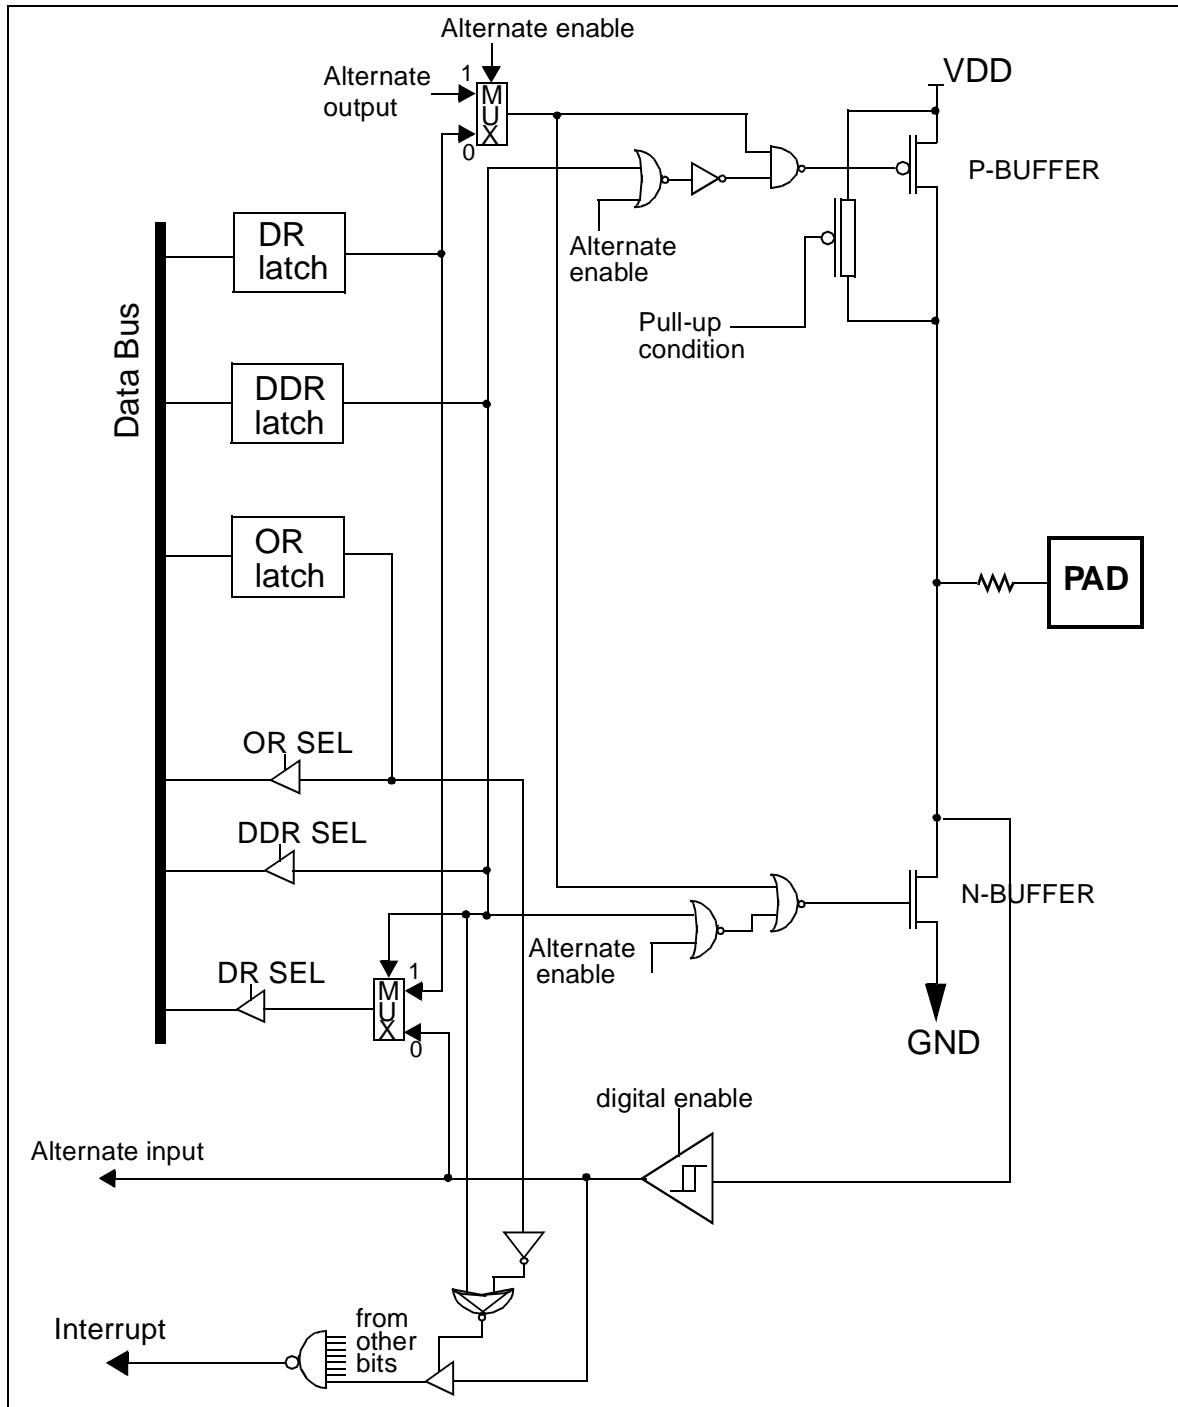 Alternate enable
1
Alternate
output
MUX
0
VDD
P-BUFFER
DR
latch
Alternate
enable
Pull-up
condition
Data Bus
DDR
latch
OR
latch
PAD
OR SEL
DDR SEL
N-BUFFER
Alternate
enable
DR SEL
1
MUX
0
GND
digital enable
Alternate input
Interrupt
from
other
bits